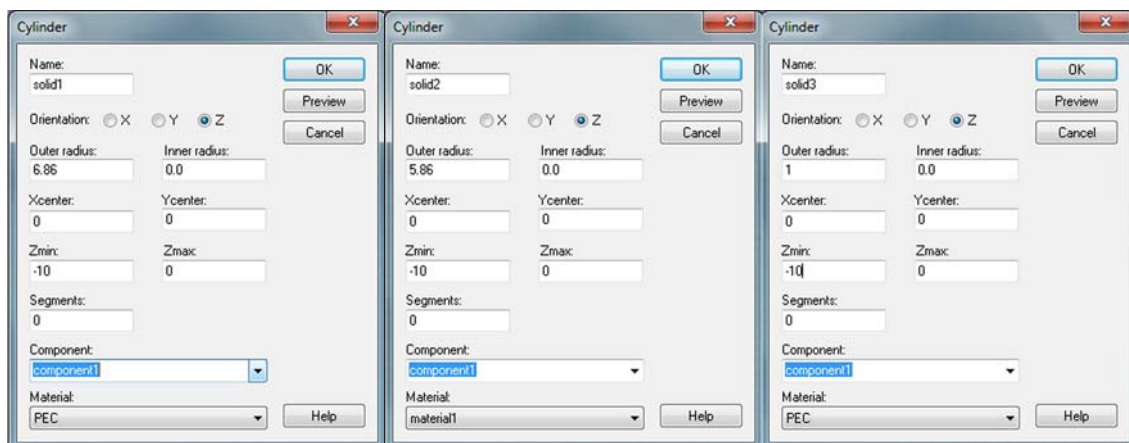 Cylinder
Name:
solid1
OK
Preview
Orientation: X Y Z
Cancel
Outer radius: Inner radius:
6.86 0.0
Xcenter: Ycenter:
0 0
Zmin: Zmax:
-10 0
Segments:
0
Component:
component1
Material:
PEC Help
Cylinder
Name:
solid2
OK
Preview
Orientation: X Y Z
Cancel
Outer radius: Inner radius:
5.86 0.0
Xcenter: Ycenter:
0 0
Zmin: Zmax:
-10 0
Segments:
0
Component:
component1
Material:
material1 Help
Cylinder
Name:
solid3
OK
Preview
Orientation: X Y Z
Cancel
Outer radius: Inner radius:
1 0.0
Xcenter: Ycenter:
0 0
Zmin: Zmax:
-10 0
Segments:
0
Component:
component1
Material:
PEC Help